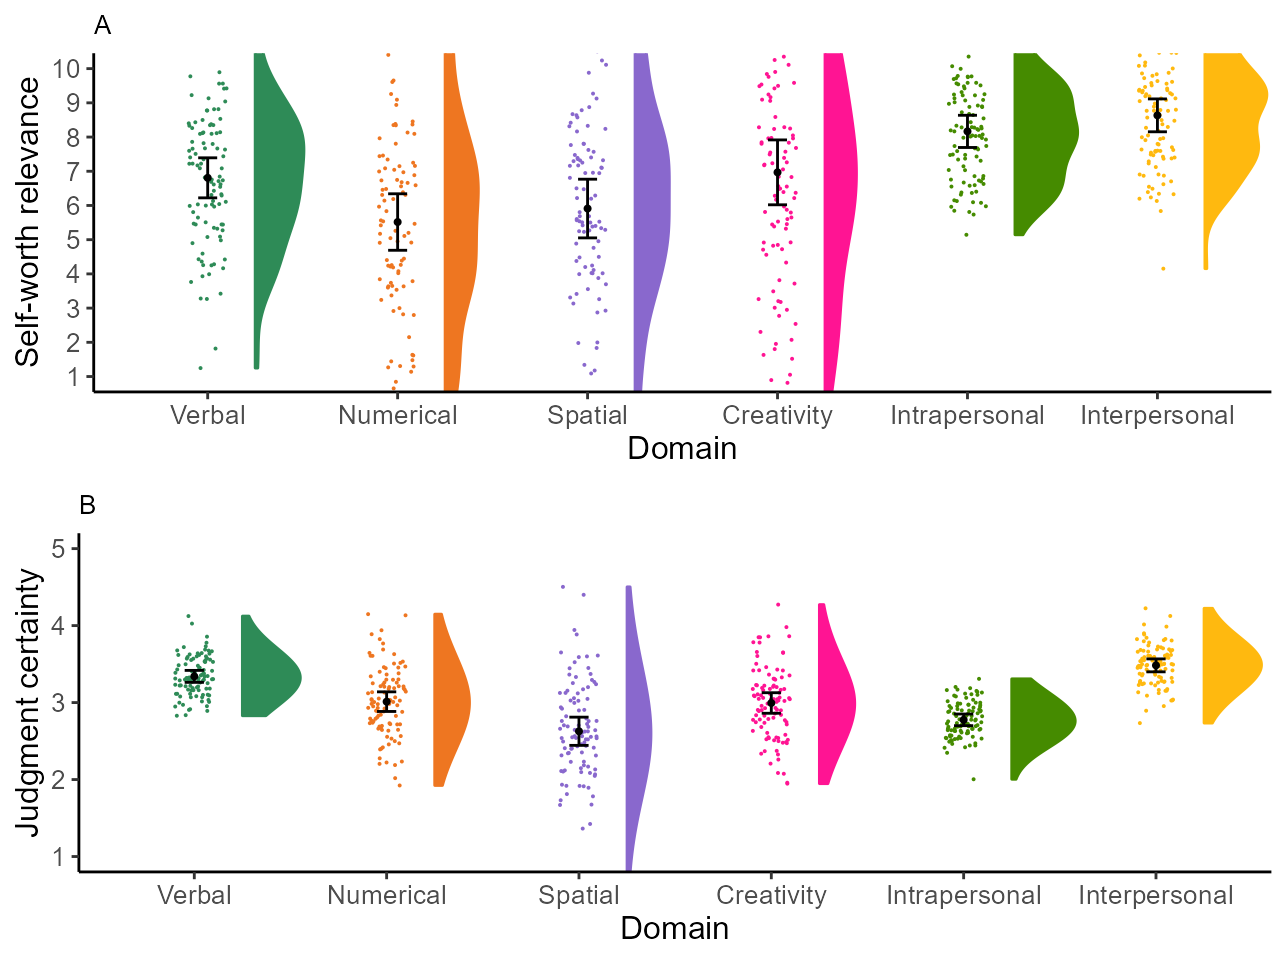 A
Self-worth relevance
10
9
8
7
6
5
4
3
2
1
Verbal Numerical Spatial Creativity Intrapersonal Interpersonal
Domain
B
Judgment certainty
5
4
3
2
1
Verbal Numerical Spatial Creativity Intrapersonal Interpersonal
Domain